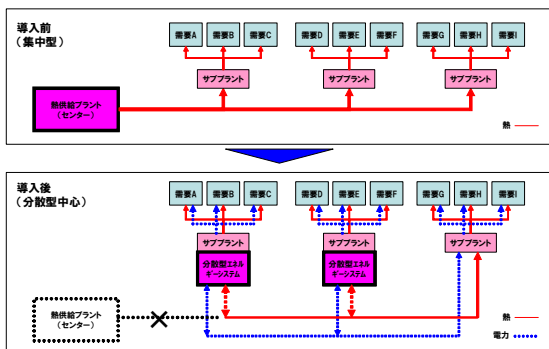 導入前
(集中型)
需要A 需要B 需要C 需要D 需要E 需要F 需要G 需要H 需要I
サブプラント サブプラント サブプラント
熱供給プラント
(センター)
熱
導入後
(分散型中心)
需要A 需要B 需要C 需要D 需要E 需要F 需要G 需要H 需要I
サブプラント サブプラント サブプラント
分散型エネル
ギーシステム
分散型エネル
ギーシステム
熱供給プラント
(センター)
熱
電力